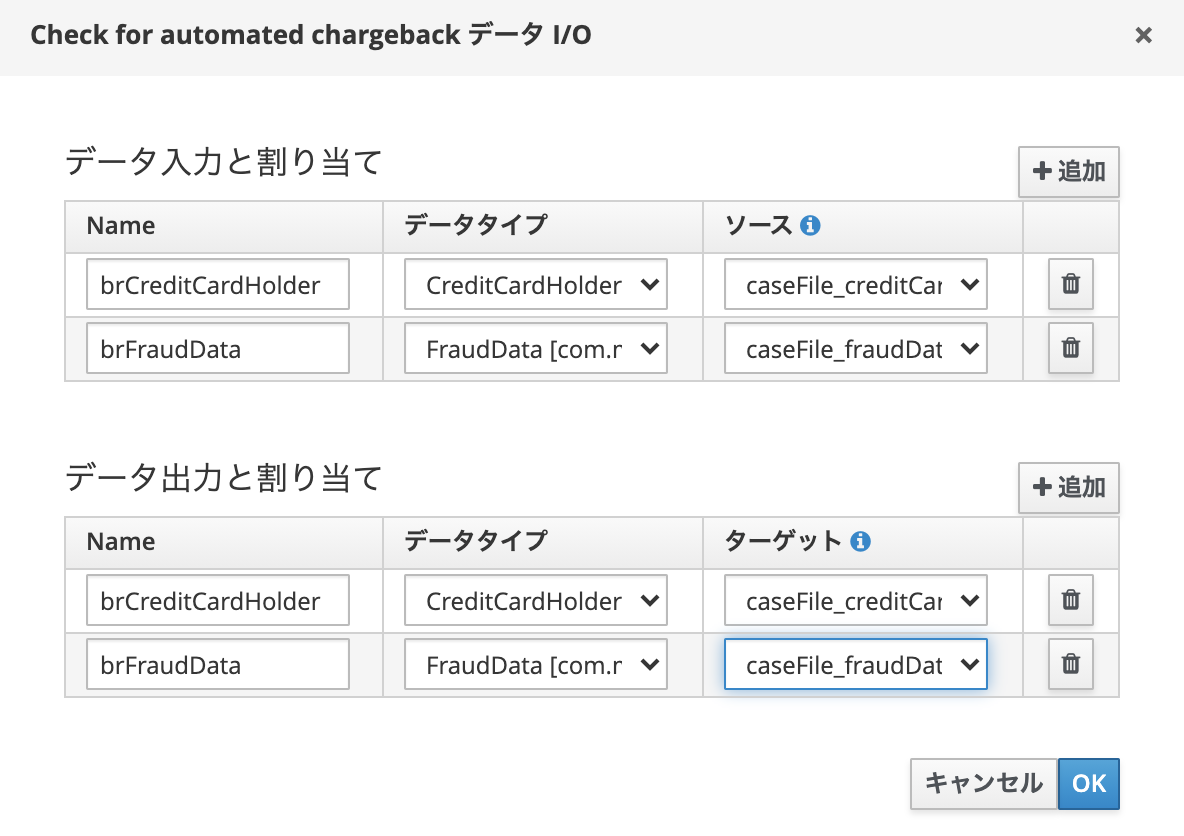 Check for automated chargeback データ I/O
データ入力と割り当て
追加
Name データタイプ ソース
brCreditCardHolder CreditCardHolder caseFile_creditCar
brFraudData FraudData [com.r caseFile_fraudDat
データ出力と割り当て
追加
Name データタイプ ターゲット
brCreditCardHolder CreditCardHolder caseFile_creditCar
brFraudData FraudData [com.r caseFile_fraudDat
キャンセル OK